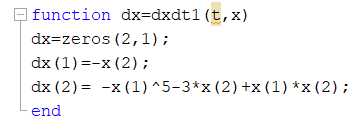 function dx=dxdt1(t,x)
dx=zeros(2,1);
dx(1)=-x(2);
dx(2)= -x(1)^5-3*x(2)+x(1)*x(2);
end